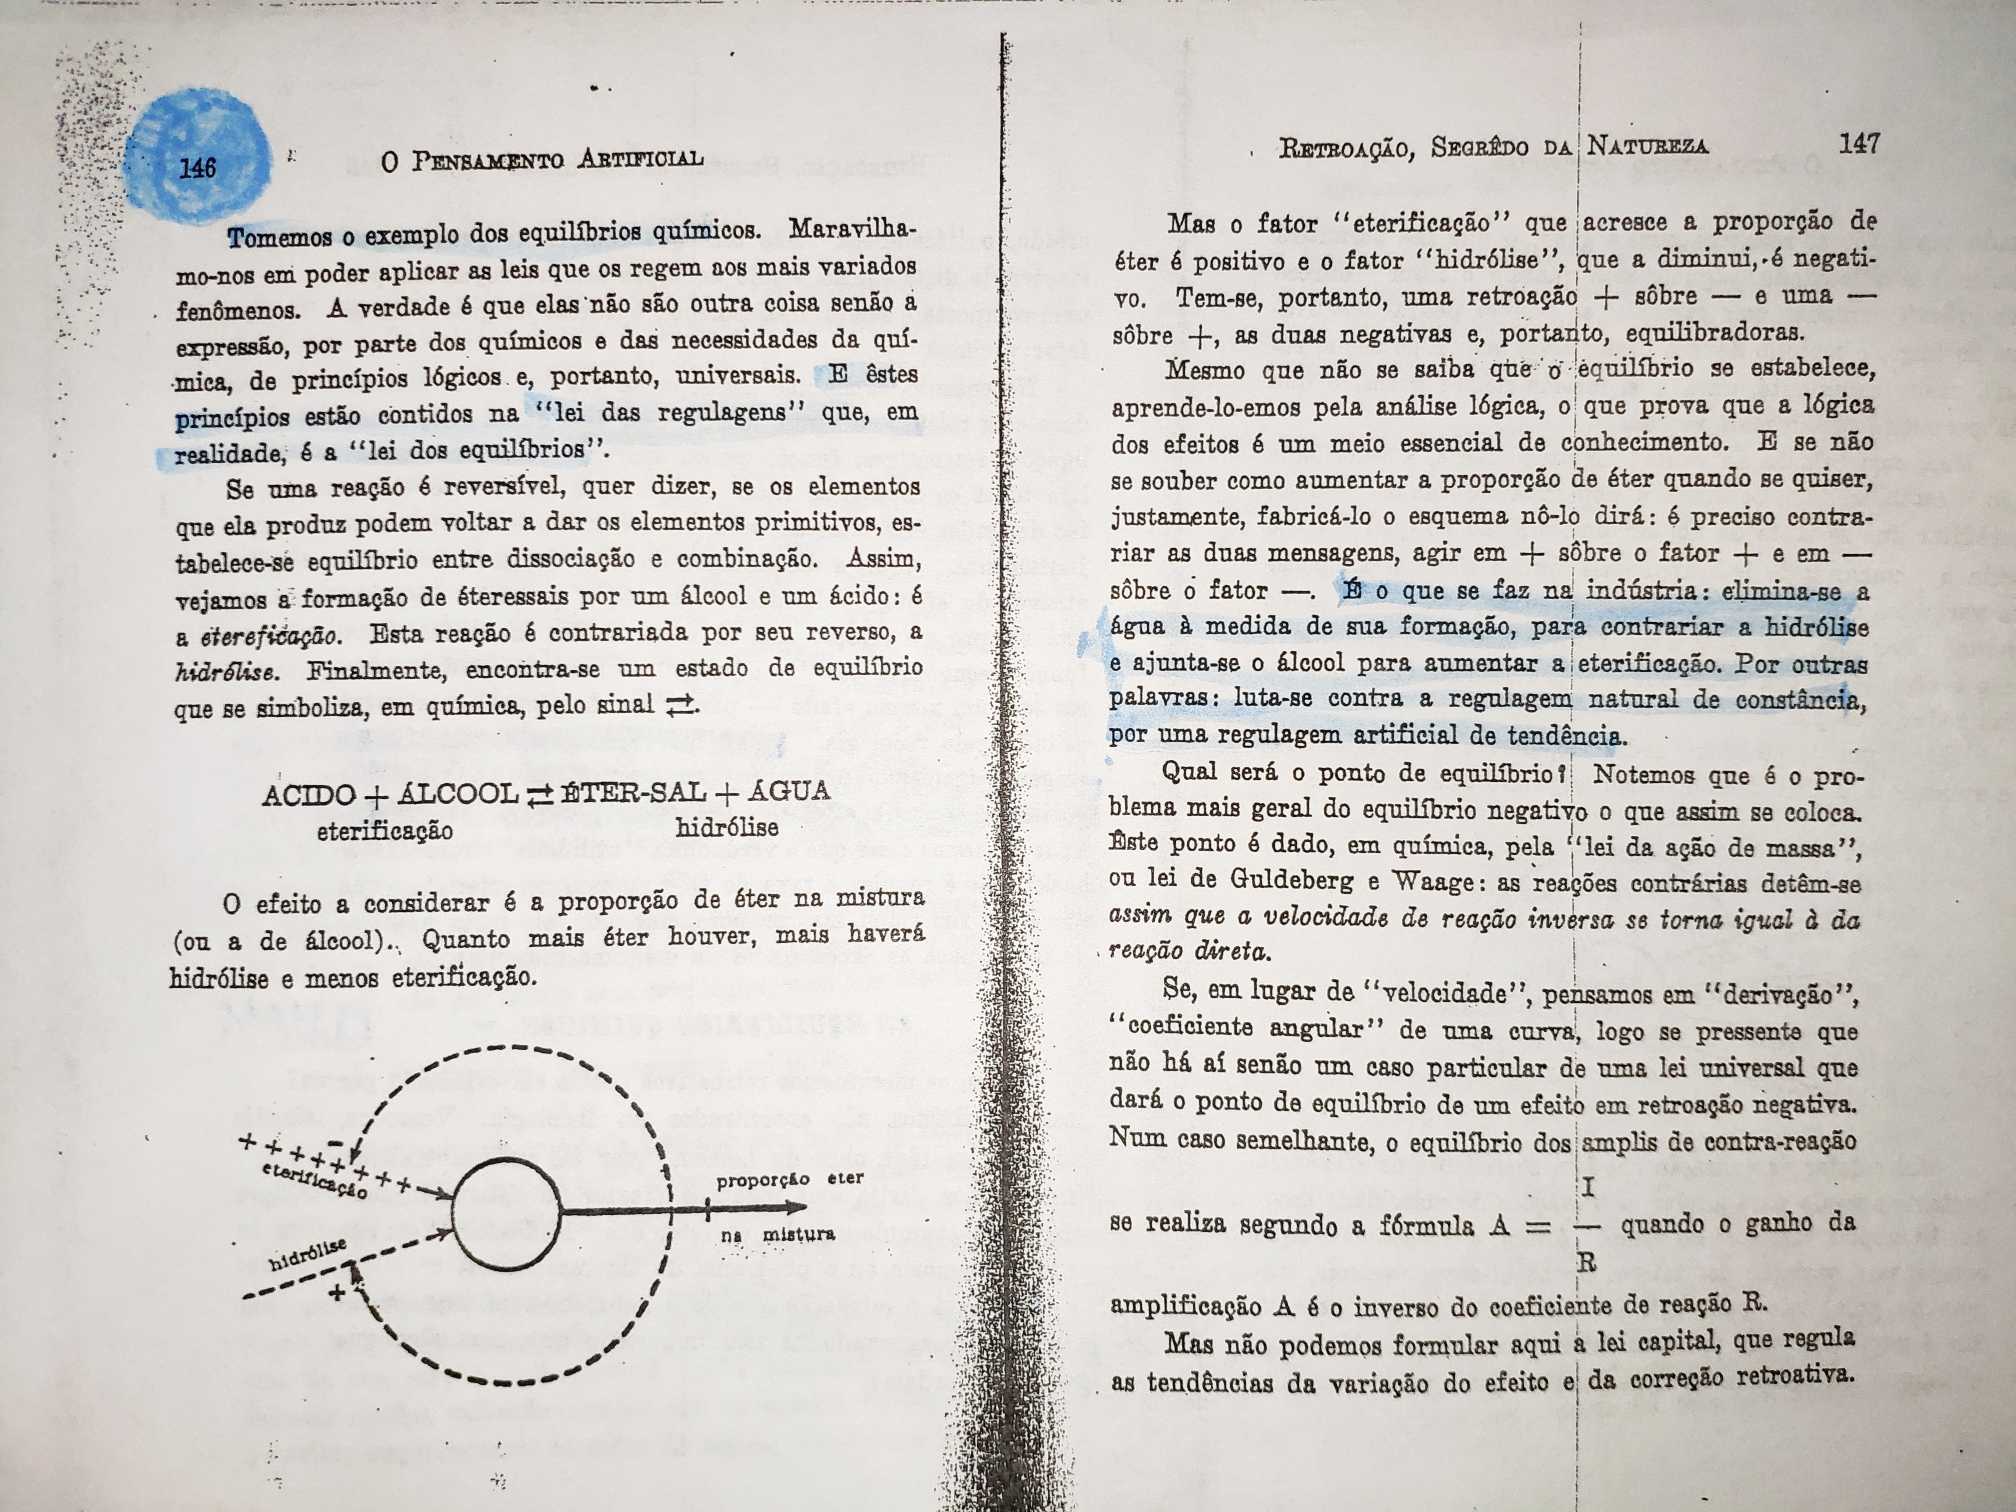 146 O PENSAMENTO ARTIFICIAL
Tomemos o exemplo dos equilíbrios químicos. Maravilha-
mo-nos em poder aplicar as leis que os regem aos mais variados
fenômenos. A verdade é que elas não são outra coisa senão a
expressão, por parte dos químicos e das necessidades da quí-
mica, de princípios lógicos e, portanto, universais. E êstes
princípios estão contidos na “lei das regulagens” que, em
realidade, é a “lei dos equilíbrios”.
Se uma reação é reversível, quer dizer, se os elementos
que ela produz podem voltar a dar os elementos primitivos, es-
tabelece-se equilíbrio entre dissociação e combinação. Assim,
vejamos a formação de éteressais por um álcool e um ácido: é
a etereficação. Esta reação é contrariada por seu reverso, a
hidrólise. Finalmente, encontra-se um estado de equilíbrio
que se simboliza, em química, pelo sinal ⇄.
ÁCIDO + ÁLCOOL ⇄ ÉTER-SAL + ÁGUA
eterificação hidrólise
O efeito a considerar é a proporção de éter na mistura
(ou a de álcool). Quanto mais éter houver, mais haverá
hidrólise e menos eterificação.
−
+ + + + + + + + +
eterificação
proporção eter
na mistura
hidrólise
+
RETROAÇÃO, SEGRÊDO DA NATUREZA 147
Mas o fator “eterificação” que acresce a proporção de
éter é positivo e o fator “hidrólise”, que a diminui, é negati-
vo. Tem-se, portanto, uma retroação + sôbre — e uma —
sôbre +, as duas negativas e, portanto, equilibradoras.
Mesmo que não se saiba que o equilíbrio se estabelece,
aprende-lo-emos pela análise lógica, o que prova que a lógica
dos efeitos é um meio essencial de conhecimento. E se não
se souber como aumentar a proporção de éter quando se quiser,
justamente, fabricá-lo o esquema nô-lo dirá: é preciso contra-
riar as duas mensagens, agir em + sôbre o fator + e em —
sôbre o fator —. É o que se faz na indústria: elimina-se a
água à medida de sua formação, para contrariar a hidrólise
e ajunta-se o álcool para aumentar a eterificação. Por outras
palavras: luta-se contra a regulagem natural de constância,
por uma regulagem artificial de tendência.
Qual será o ponto de equilíbrio? Notemos que é o pro-
blema mais geral do equilíbrio negativo o que assim se coloca.
Êste ponto é dado, em química, pela “lei da ação de massa”,
ou lei de Guldeberg e Waage: as reações contrárias detêm-se
assim que a velocidade de reação inversa se torna igual à da
reação direta.
Se, em lugar de “velocidade”, pensamos em “derivação”,
“coeficiente angular” de uma curva, logo se pressente que
não há aí senão um caso particular de uma lei universal que
dará o ponto de equilíbrio de um efeito em retroação negativa.
Num caso semelhante, o equilíbrio dos amplis de contra-reação
I
se realiza segundo a fórmula A = — quando o ganho da
R
amplificação A é o inverso do coeficiente de reação R.
Mas não podemos formular aqui a lei capital, que regula
as tendências da variação do efeito e da correção retroativa.